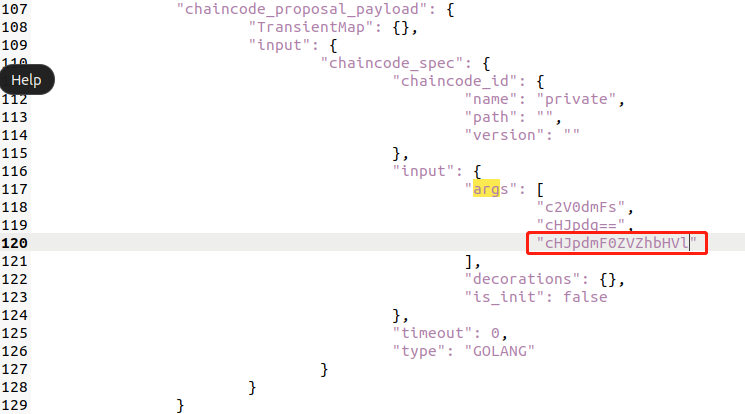 107 "chaincode_proposal_payload": {
108 "TransientMap": {},
109 "input": {
110 "chaincode_spec": {
Help "chaincode_id": {
112 "name": "private",
113 "path": "",
114 "version": ""
115 },
116 "input": {
117 "args": [
118 "c2V0dmFs",
119 "cHJpdg==",
120 "cHJpdmF0ZVZhbHVl"
121 ],
122 "decorations": {},
123 "is_init": false
124 },
125 "timeout": 0,
126 "type": "GOLANG"
127 }
128 }
129 }